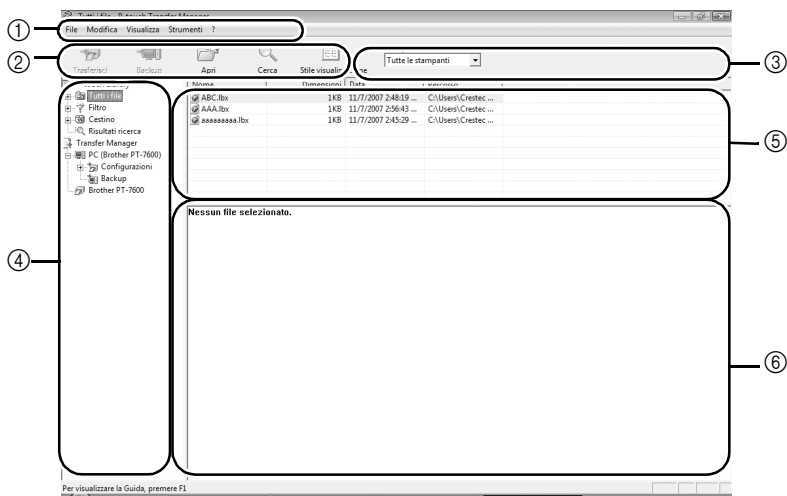 Tutti i file - P-touch Transfer Manager
① File Modifica Visualizza Strumenti ?
② Trasferisci Backup Apri Cerca Stile visualiz
Tutte le stampanti ③
Nome Dimensioni Data Percorso
Tutti i file
Filtro
Cestino
Risultati ricerca
Transfer Manager
PC (Brother PT-7600)
Configurazioni
Backup
Brother PT-7600
④
ABC.lbx 1KB 11/7/2007 2:48:19 ... C:\Users\Crestec ...
AAA.lbx 1KB 11/7/2007 2:56:43 ... C:\Users\Crestec ...
aaaaaaaaa.lbx 1KB 11/7/2007 2:45:29 ... C:\Users\Crestec ...
⑤
Nessun file selezionato.
⑥
Per visualizzare la Guida, premere F1